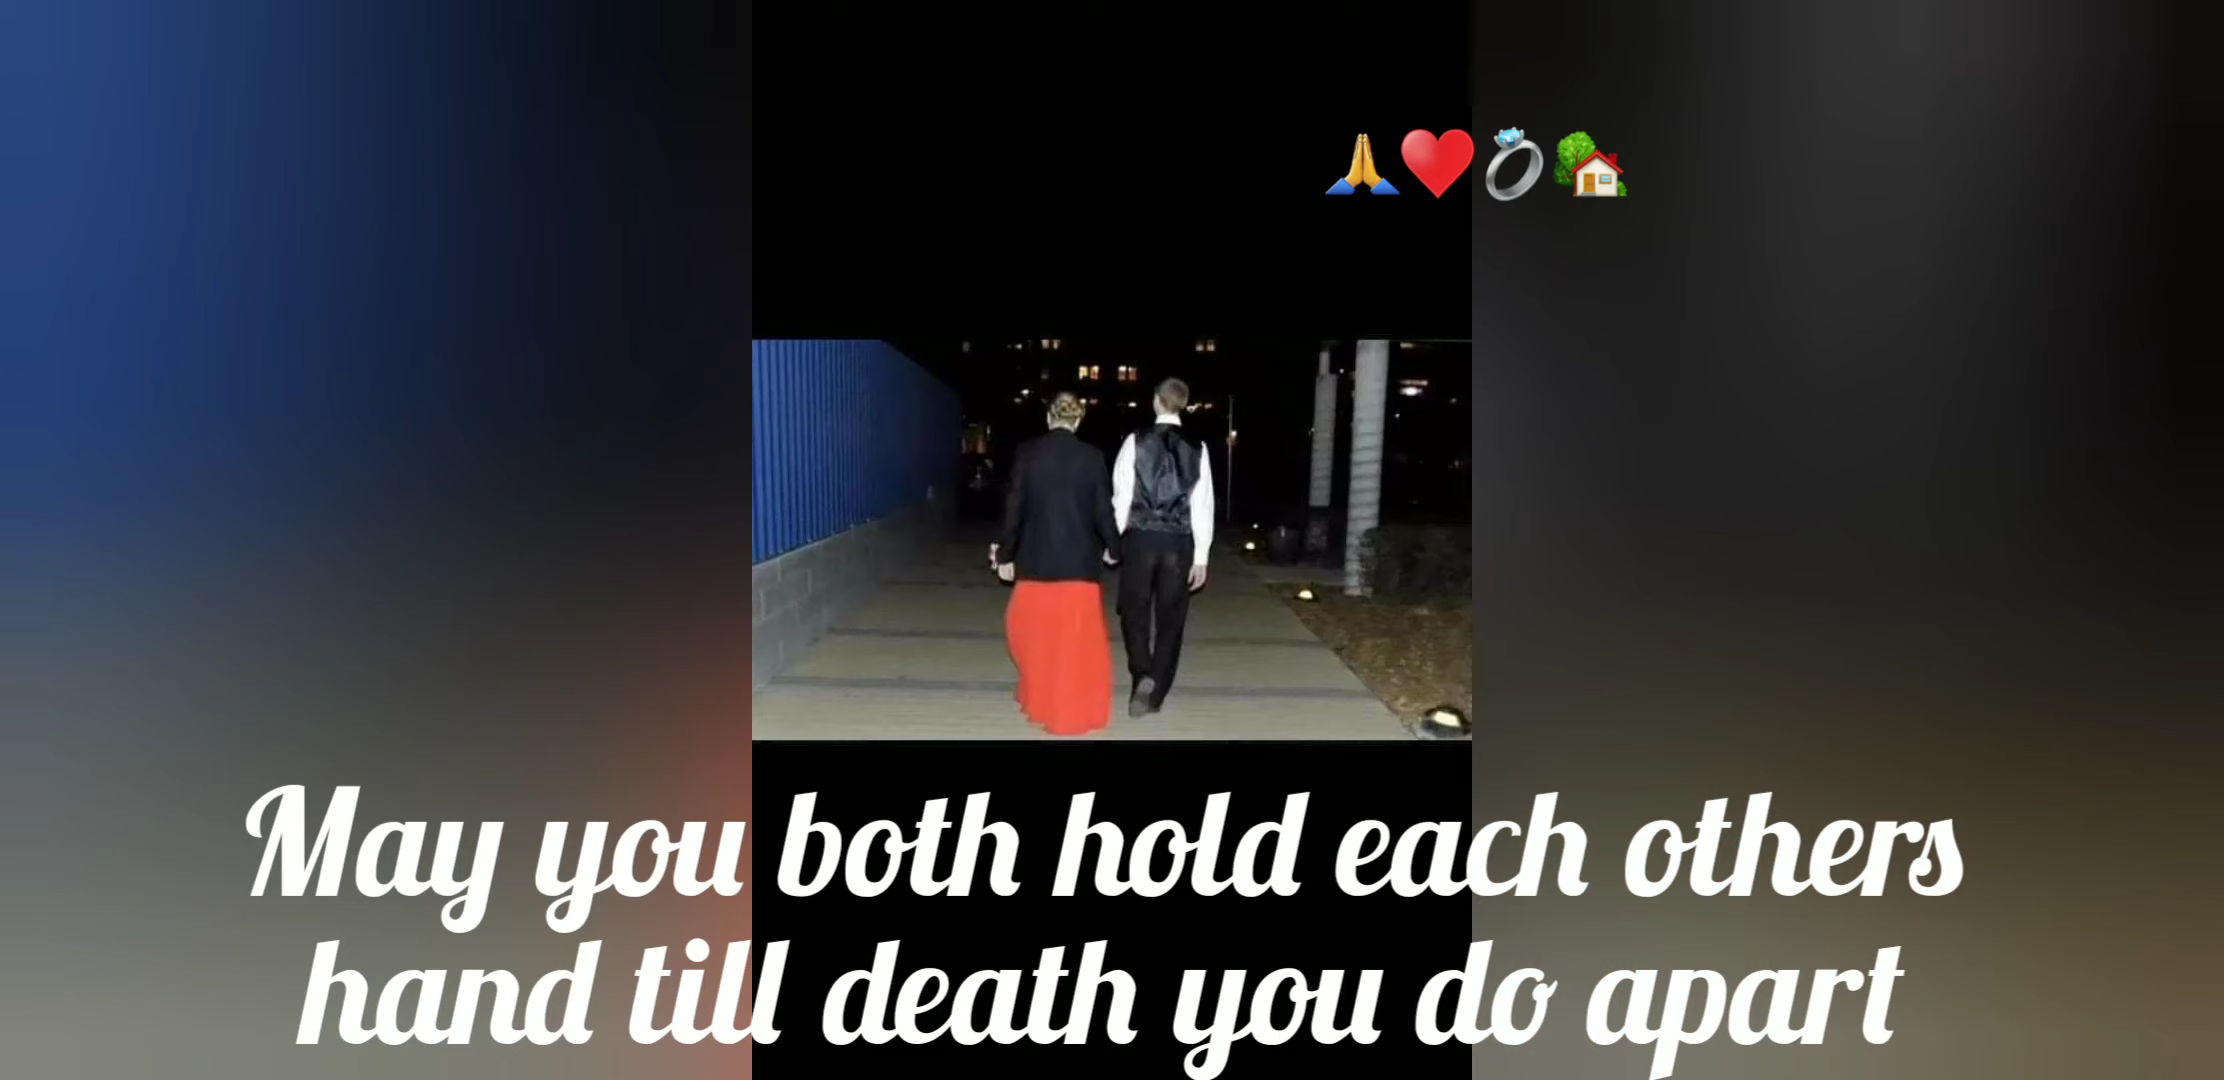 🙏❤️💍🏡
May you both hold each others
hand till death you do apart